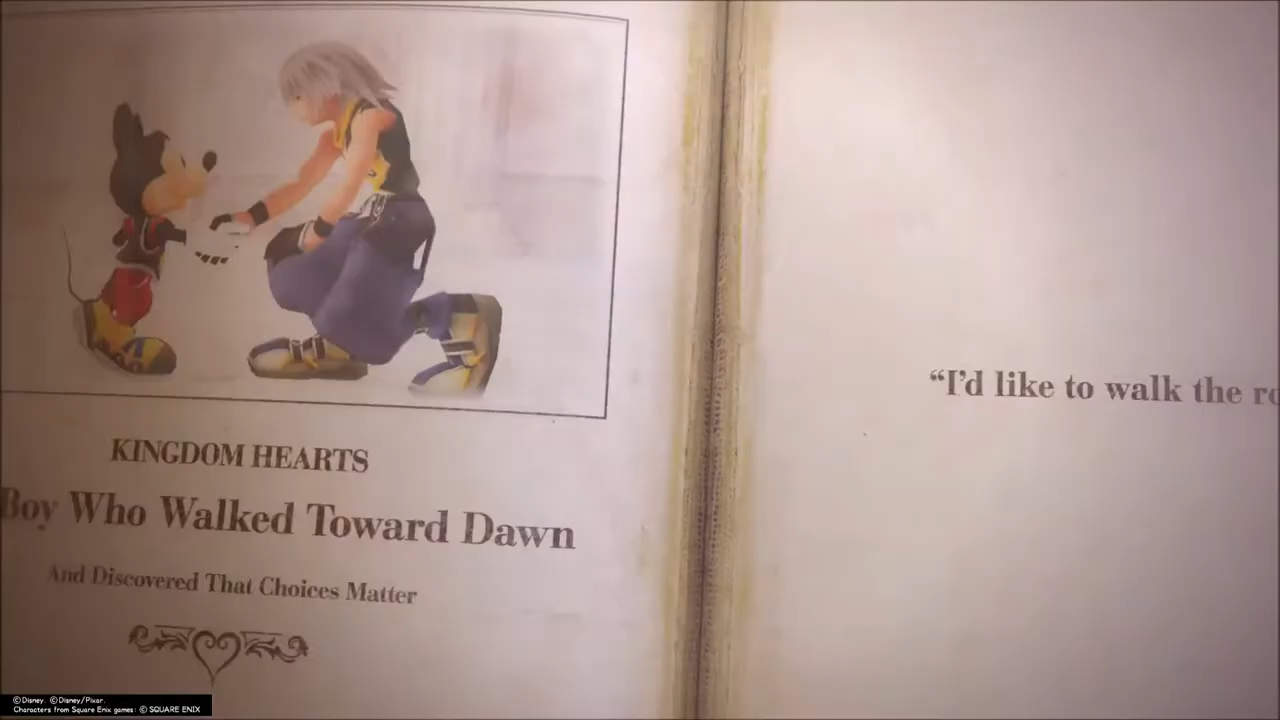 KINGDOM HEARTS
Boy Who Walked Toward Dawn
And Discovered That Choices Matter
“I’d like to walk the ro
©Disney. ©Disney/Pixar.
Characters from Square Enix games: © SQUARE ENIX